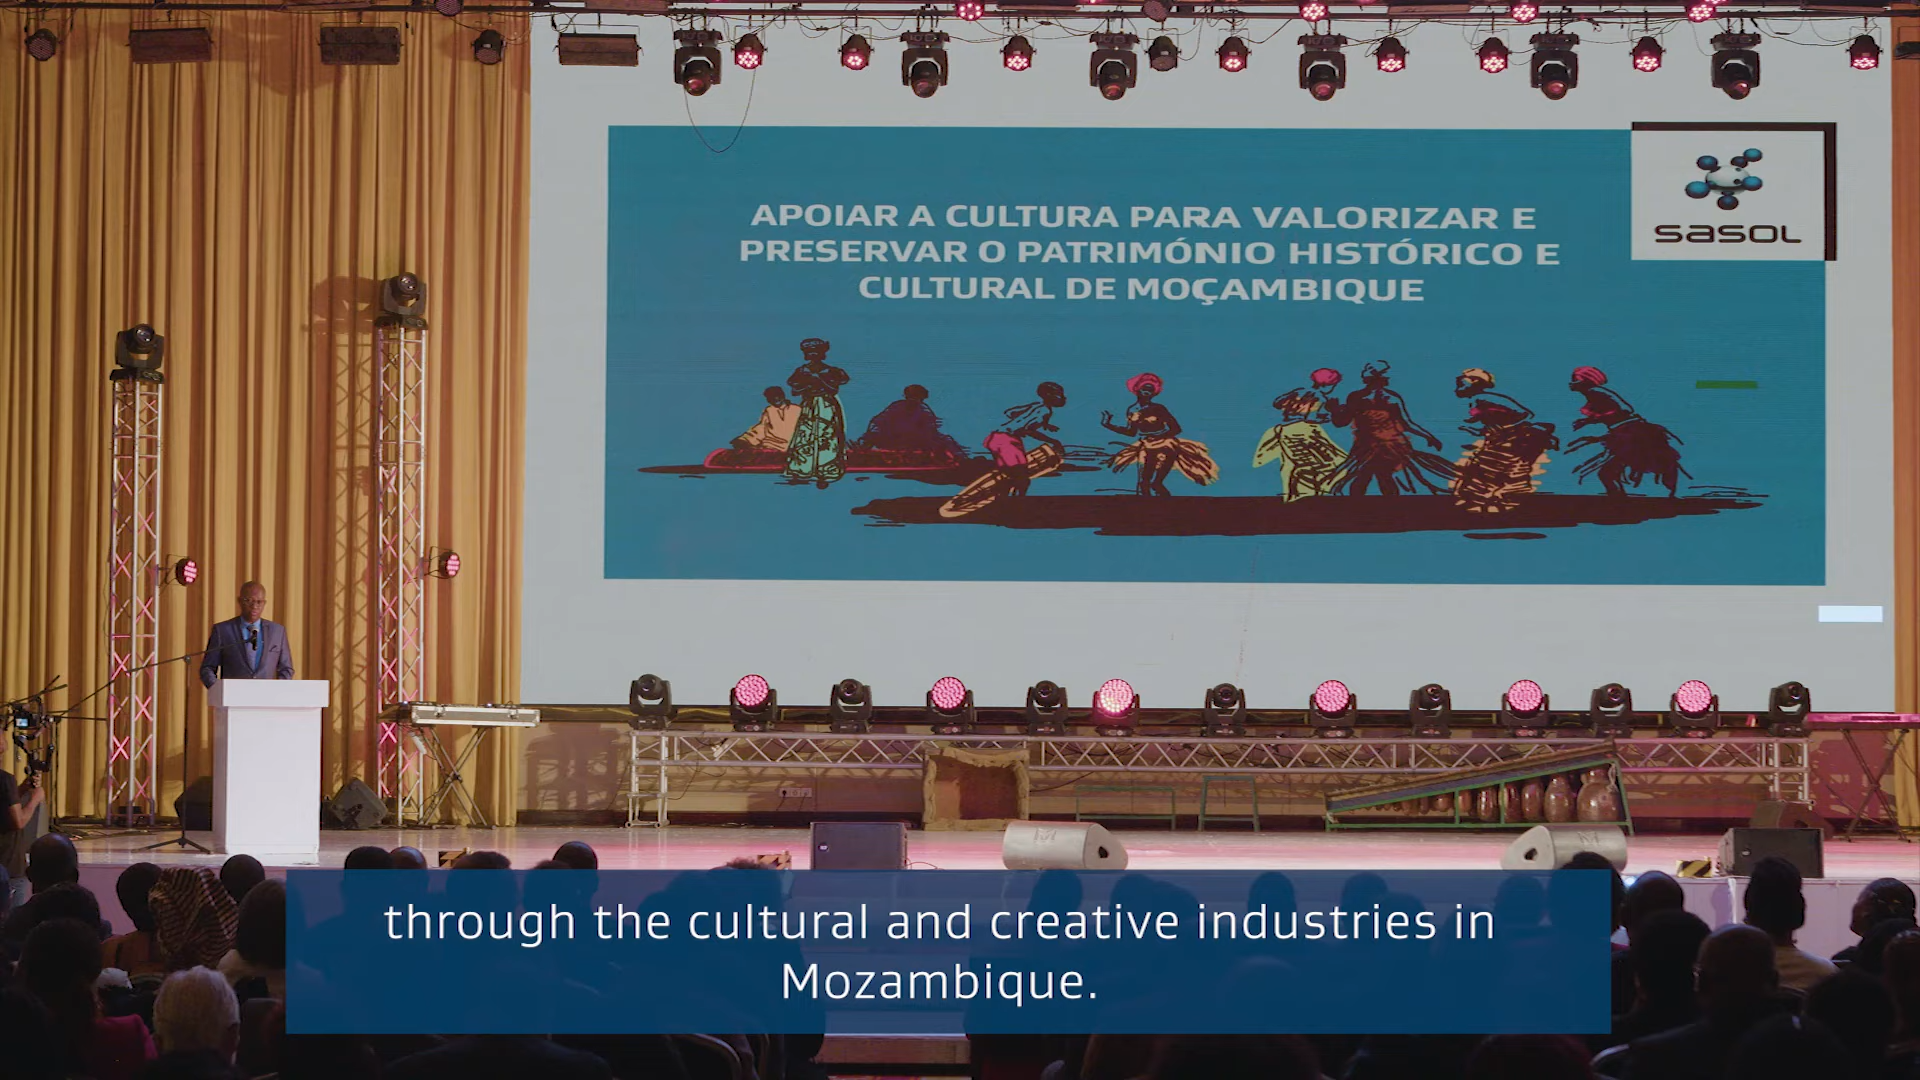 APOIAR A CULTURA PARA VALORIZAR E
PRESERVAR O PATRIMÓNIO HISTÓRICO E
CULTURAL DE MOÇAMBIQUE
sasol
through the cultural and creative industries in
Mozambique.